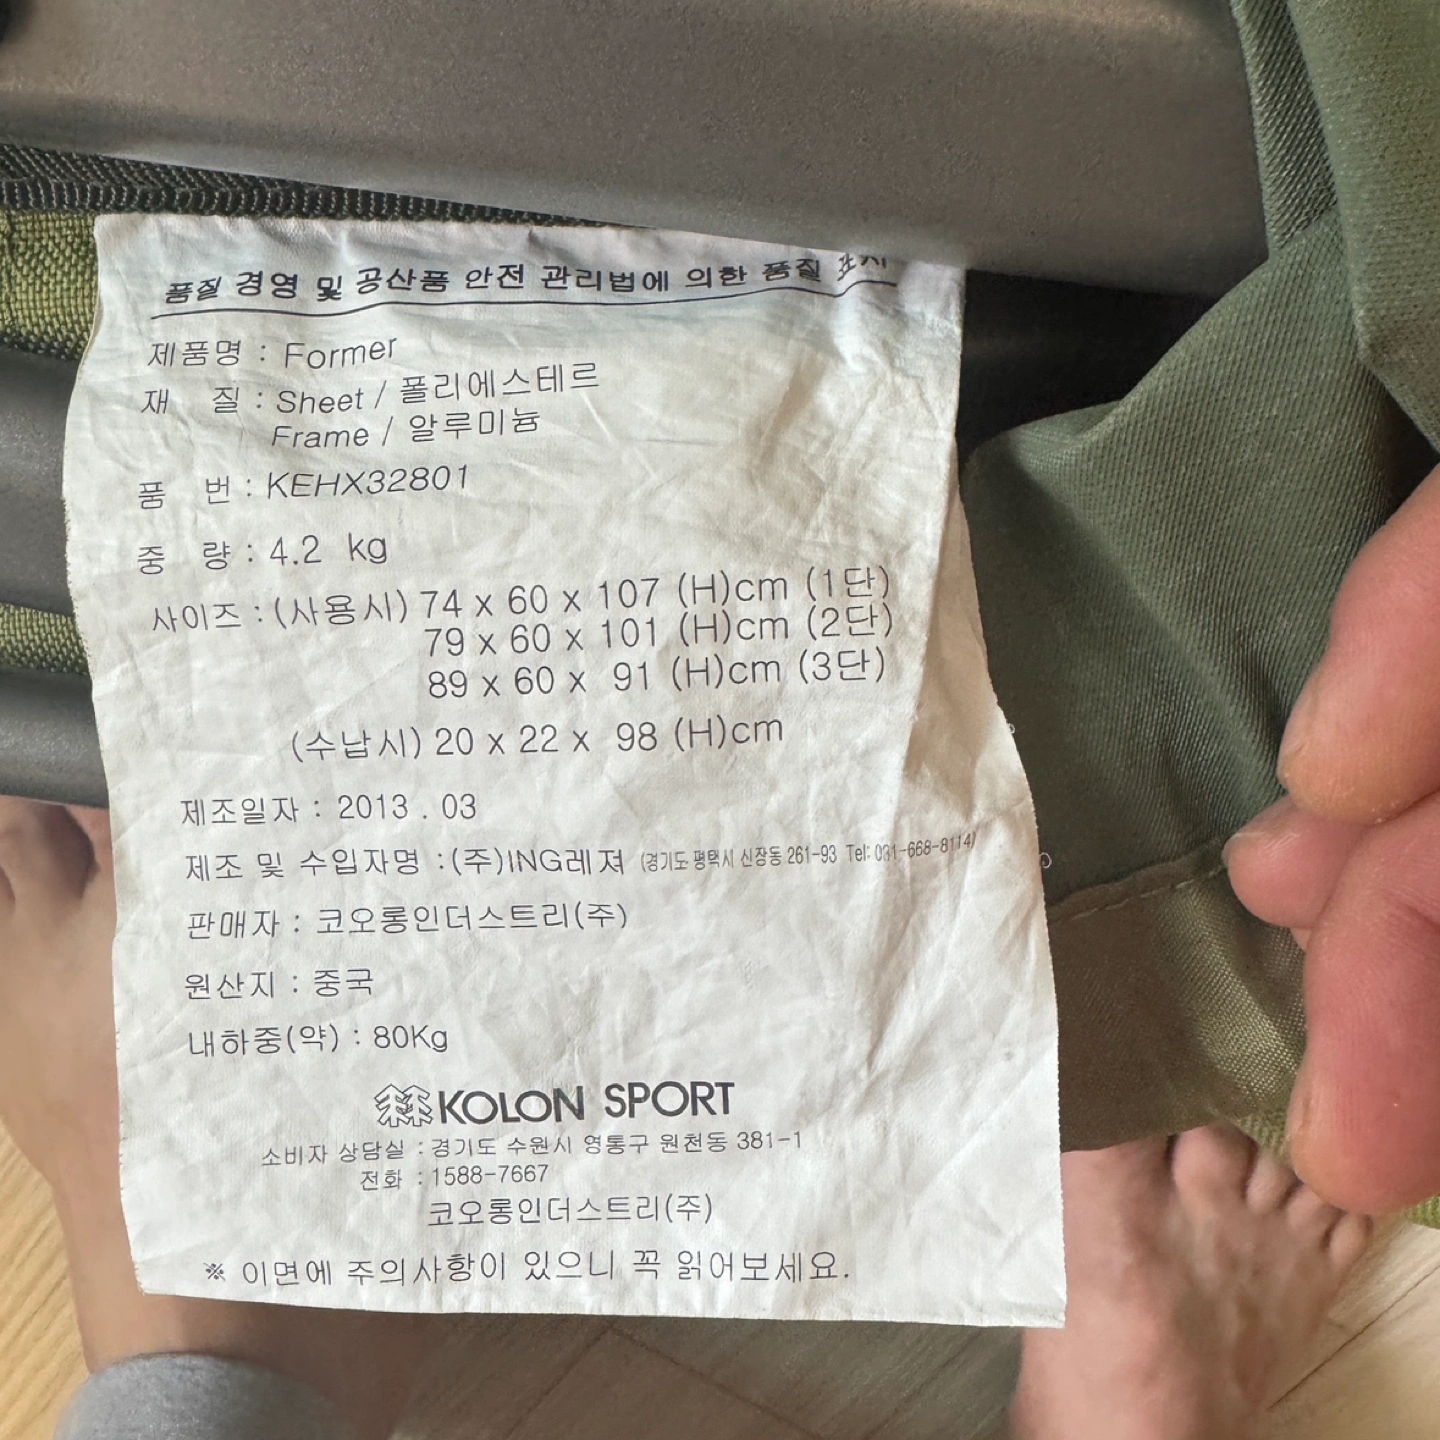 품질 경영 및 공산품 안전 관리법에 의한 품질 표시
제품명 : Former
재 질 : Sheet / 폴리에스테르
Frame / 알루미늄
품 번 : KEHX32801
중 량 : 4.2 kg
사이즈 : (사용시) 74 x 60 x 107 (H)cm (1단)
79 x 60 x 101 (H)cm (2단)
89 x 60 x 91 (H)cm (3단)
(수납시) 20 x 22 x 98 (H)cm
제조일자 : 2013 . 03
제조 및 수입자명 : (주)ING레져 (경기도 평택시 신장동 261-93 Tel: 031-668-8114)
판매자 : 코오롱인더스트리(주)
원산지 : 중국
내하중(약) : 80Kg
KOLON SPORT
소비자 상담실 : 경기도 수원시 영통구 원천동 381-1
전화 : 1588-7667
코오롱인더스트리(주)
※ 이면에 주의사항이 있으니 꼭 읽어보세요.